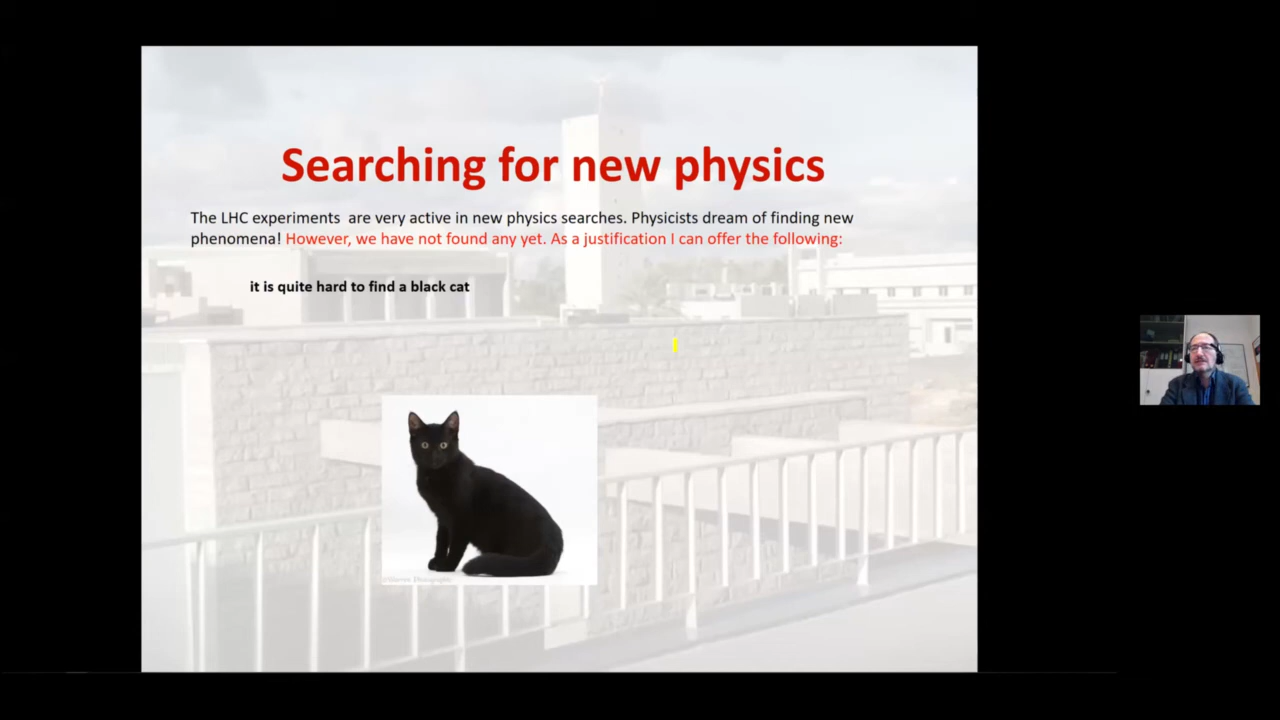 Searching for new physics
The LHC experiments are very active in new physics searches. Physicists dream of finding new
phenomena! However, we have not found any yet. As a justification I can offer the following:
it is quite hard to find a black cat